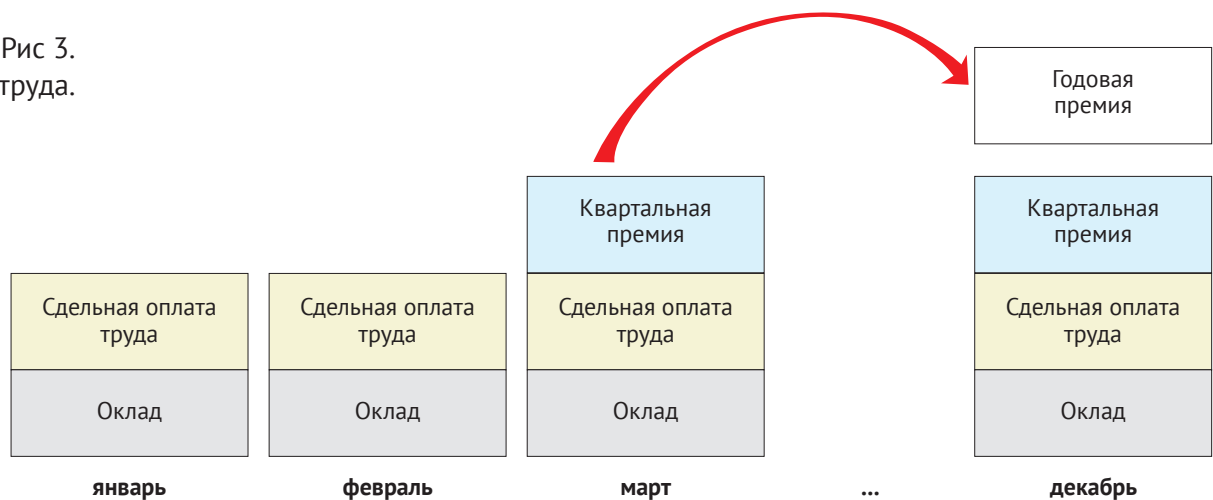 Рис 3.
труда.
Годовая
премия
Квартальная
премия
Квартальная
премия
Сдельная оплата
труда
Сдельная оплата
труда
Сдельная оплата
труда
Сдельная оплата
труда
Оклад
Оклад
Оклад
Оклад
январь
февраль
март
...
декабрь